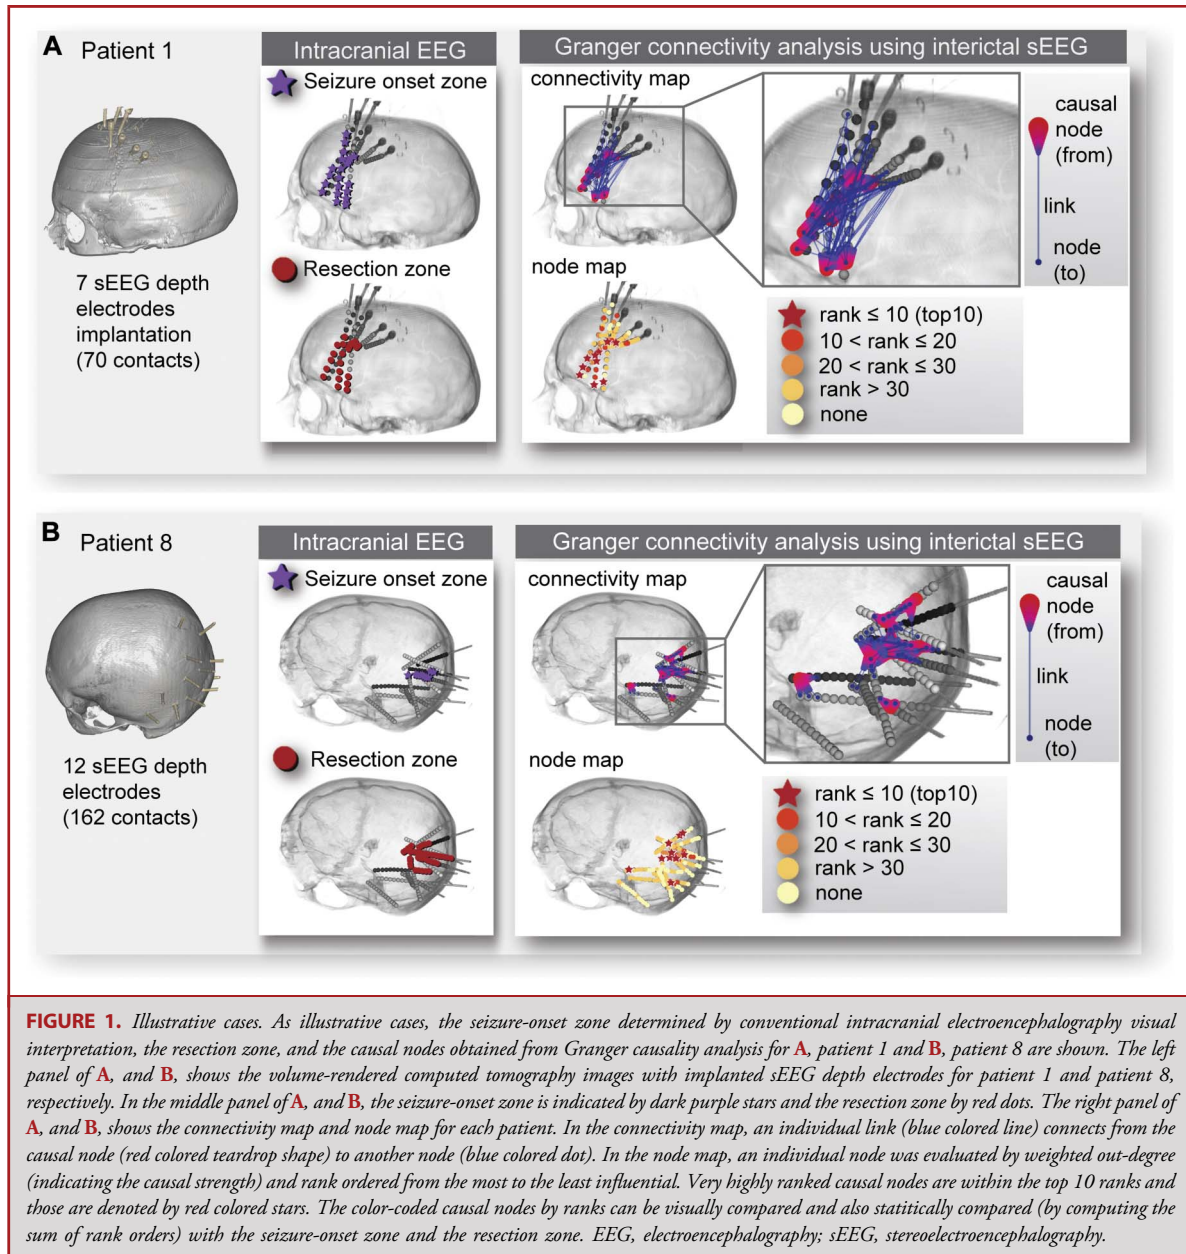 A Patient 1
Intracranial EEG
Granger connectivity analysis using interictal sEEG
Seizure onset zone
connectivity map
causal
node
(from)
link
node
(to)
7 sEEG depth
electrodes
implantation
(70 contacts)
Resection zone
node map
rank ≤ 10 (top10)
10 < rank ≤ 20
20 < rank ≤ 30
rank > 30
none
B Patient 8
Intracranial EEG
Granger connectivity analysis using interictal sEEG
Seizure onset zone
connectivity map
causal
node
(from)
link
node
(to)
12 sEEG depth
electrodes
(162 contacts)
Resection zone
node map
rank ≤ 10 (top10)
10 < rank ≤ 20
20 < rank ≤ 30
rank > 30
none
FIGURE 1. Illustrative cases. As illustrative cases, the seizure-onset zone determined by conventional intracranial electroencephalography visual
interpretation, the resection zone, and the causal nodes obtained from Granger causality analysis for A, patient 1 and B, patient 8 are shown. The left
panel of A, and B, shows the volume-rendered computed tomography images with implanted sEEG depth electrodes for patient 1 and patient 8,
respectively. In the middle panel of A, and B, the seizure-onset zone is indicated by dark purple stars and the resection zone by red dots. The right panel of
A, and B, shows the connectivity map and node map for each patient. In the connectivity map, an individual link (blue colored line) connects from the
causal node (red colored teardrop shape) to another node (blue colored dot). In the node map, an individual node was evaluated by weighted out-degree
(indicating the causal strength) and rank ordered from the most to the least influential. Very highly ranked causal nodes are within the top 10 ranks and
those are denoted by red colored stars. The color-coded causal nodes by ranks can be visually compared and also statitically compared (by computing the
sum of rank orders) with the seizure-onset zone and the resection zone. EEG, electroencephalography; sEEG, stereoelectroencephalography.